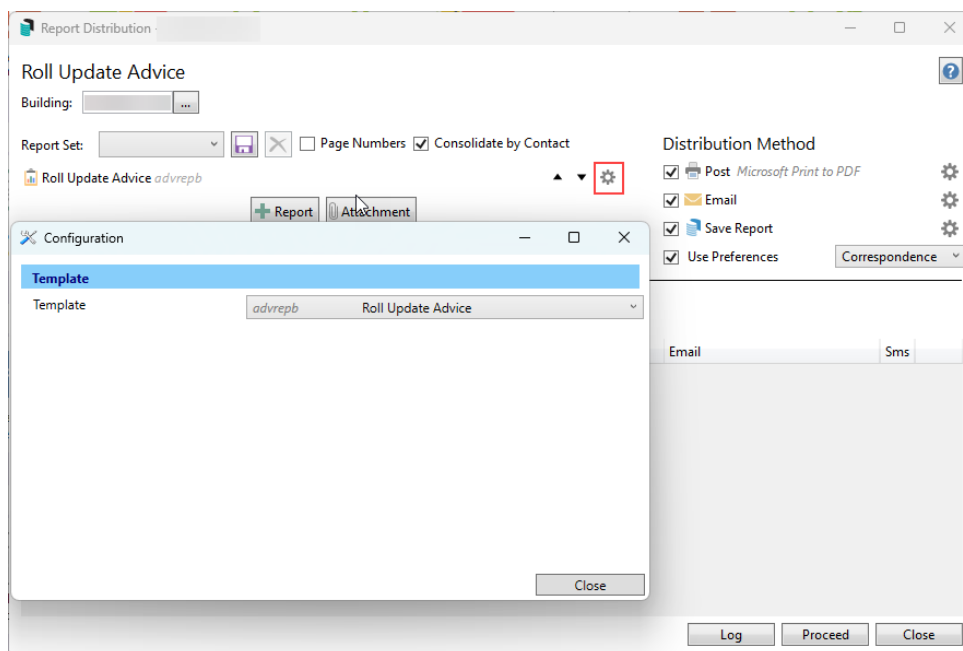 Report Distribution -
Roll Update Advice
Building:
...
Report Set:
Page Numbers
Consolidate by Contact
Roll Update Advice advrepb
Report
Attachment
Distribution Method
Post Microsoft Print to PDF
Email
Save Report
Use Preferences
Correspondence
Configuration
Template
Template
advrepb Roll Update Advice
Close
Email Sms
Log Proceed Close